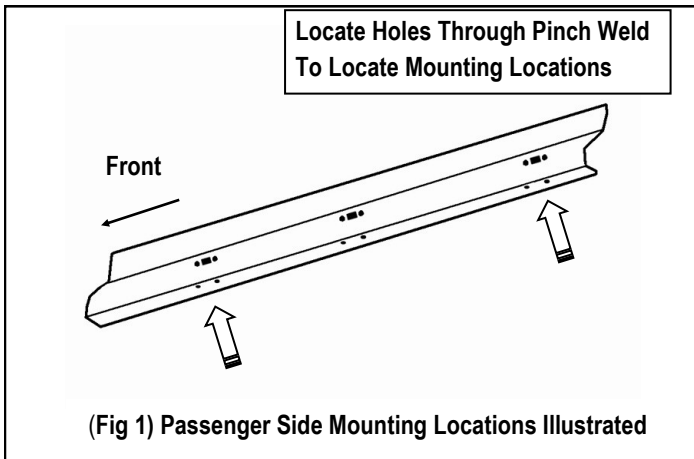 Locate Holes Through Pinch Weld
To Locate Mounting Locations
Front
(Fig 1) Passenger Side Mounting Locations Illustrated